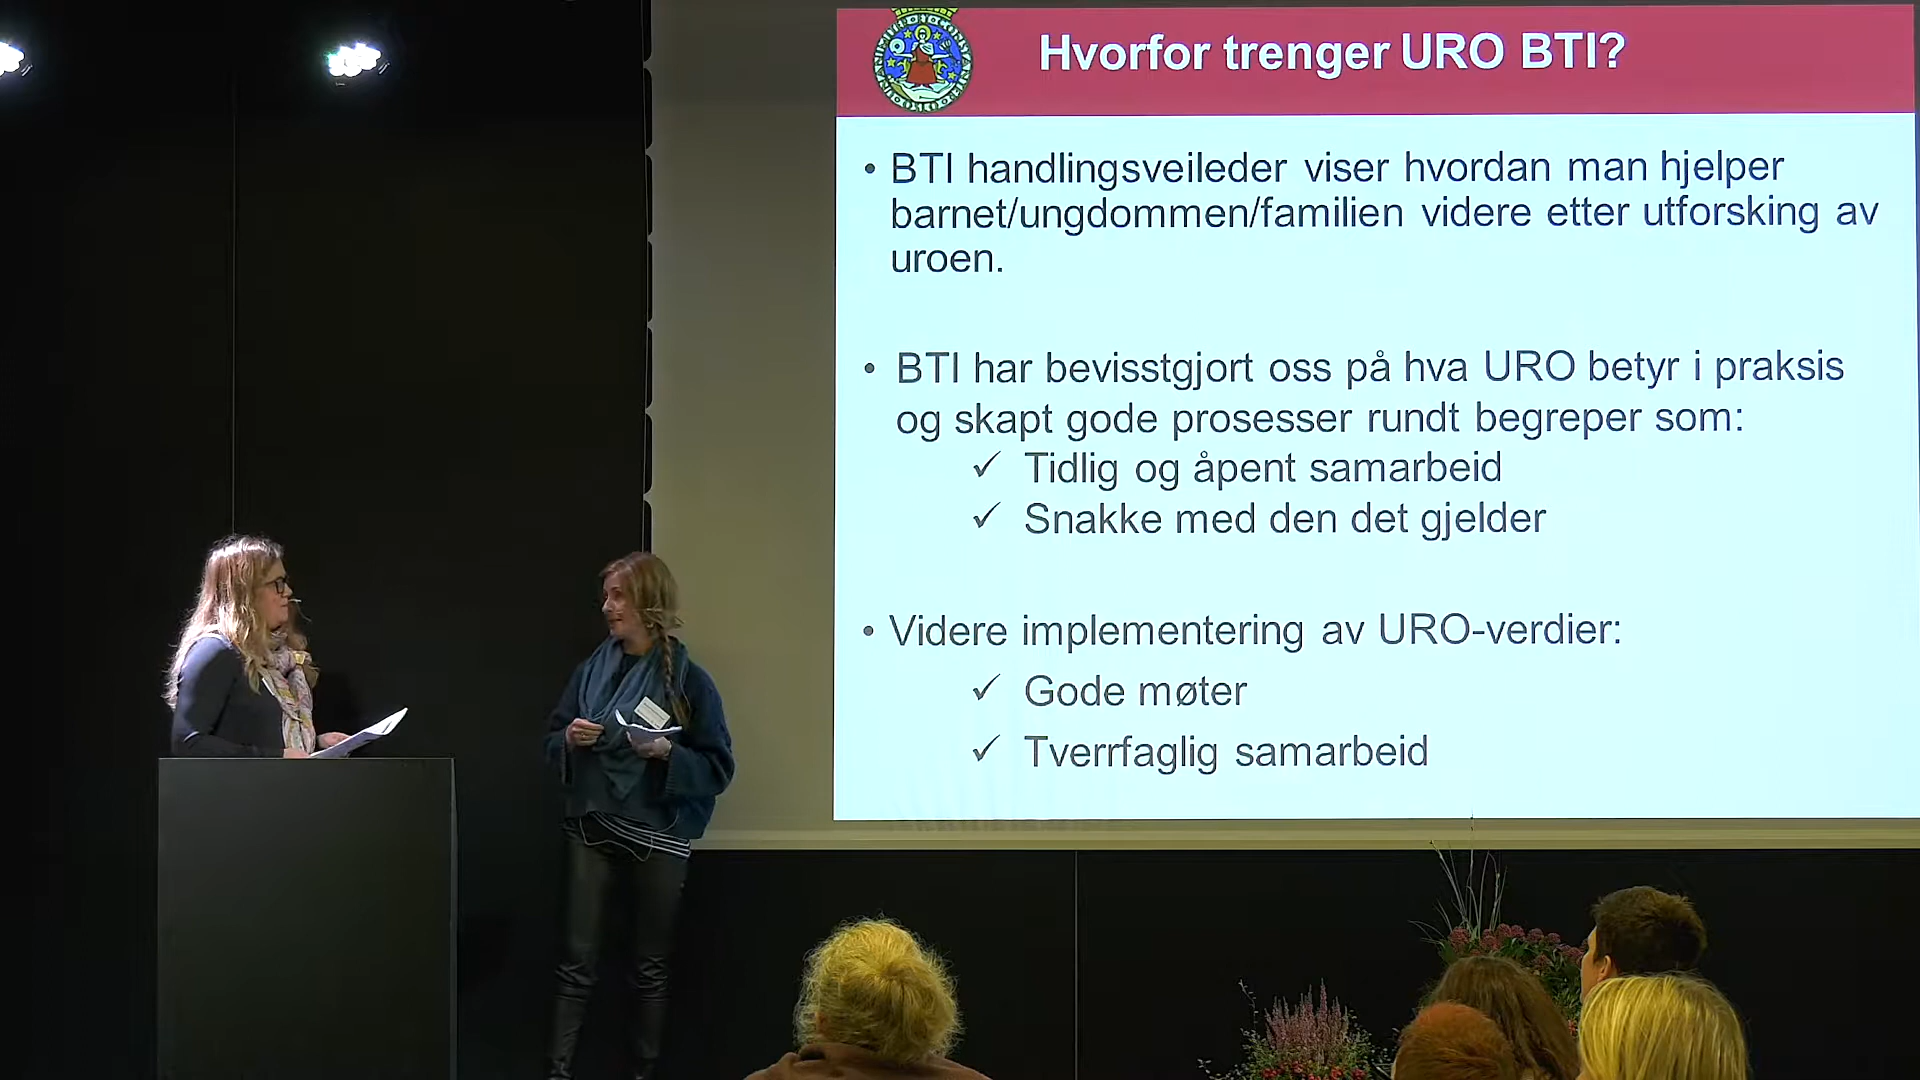 Hvorfor trenger URO BTI?
• BTI handlingsveileder viser hvordan man hjelper
barnet/ungdommen/familien videre etter utforsking av
uroen.
• BTI har bevisstgjort oss på hva URO betyr i praksis
og skapt gode prosesser rundt begreper som:
✓ Tidlig og åpent samarbeid
✓ Snakke med den det gjelder
• Videre implementering av URO-verdier:
✓ Gode møter
✓ Tverrfaglig samarbeid